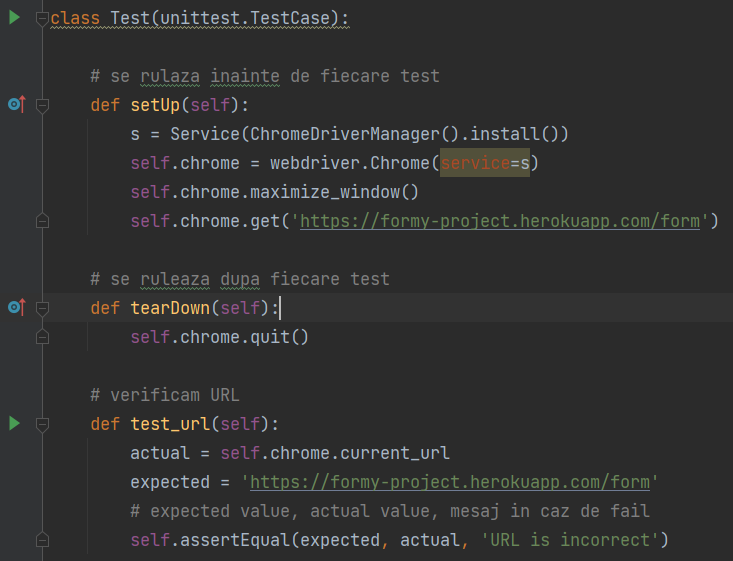 class Test(unittest.TestCase):
# se rulaza inainte de fiecare test
def setUp(self):
s = Service(ChromeDriverManager().install())
self.chrome = webdriver.Chrome(service=s)
self.chrome.maximize_window()
self.chrome.get('https://formy-project.herokuapp.com/form')
# se ruleaza dupa fiecare test
def tearDown(self):
self.chrome.quit()
# verificam URL
def test_url(self):
actual = self.chrome.current_url
expected = 'https://formy-project.herokuapp.com/form'
# expected value, actual value, mesaj in caz de fail
self.assertEqual(expected, actual, 'URL is incorrect')